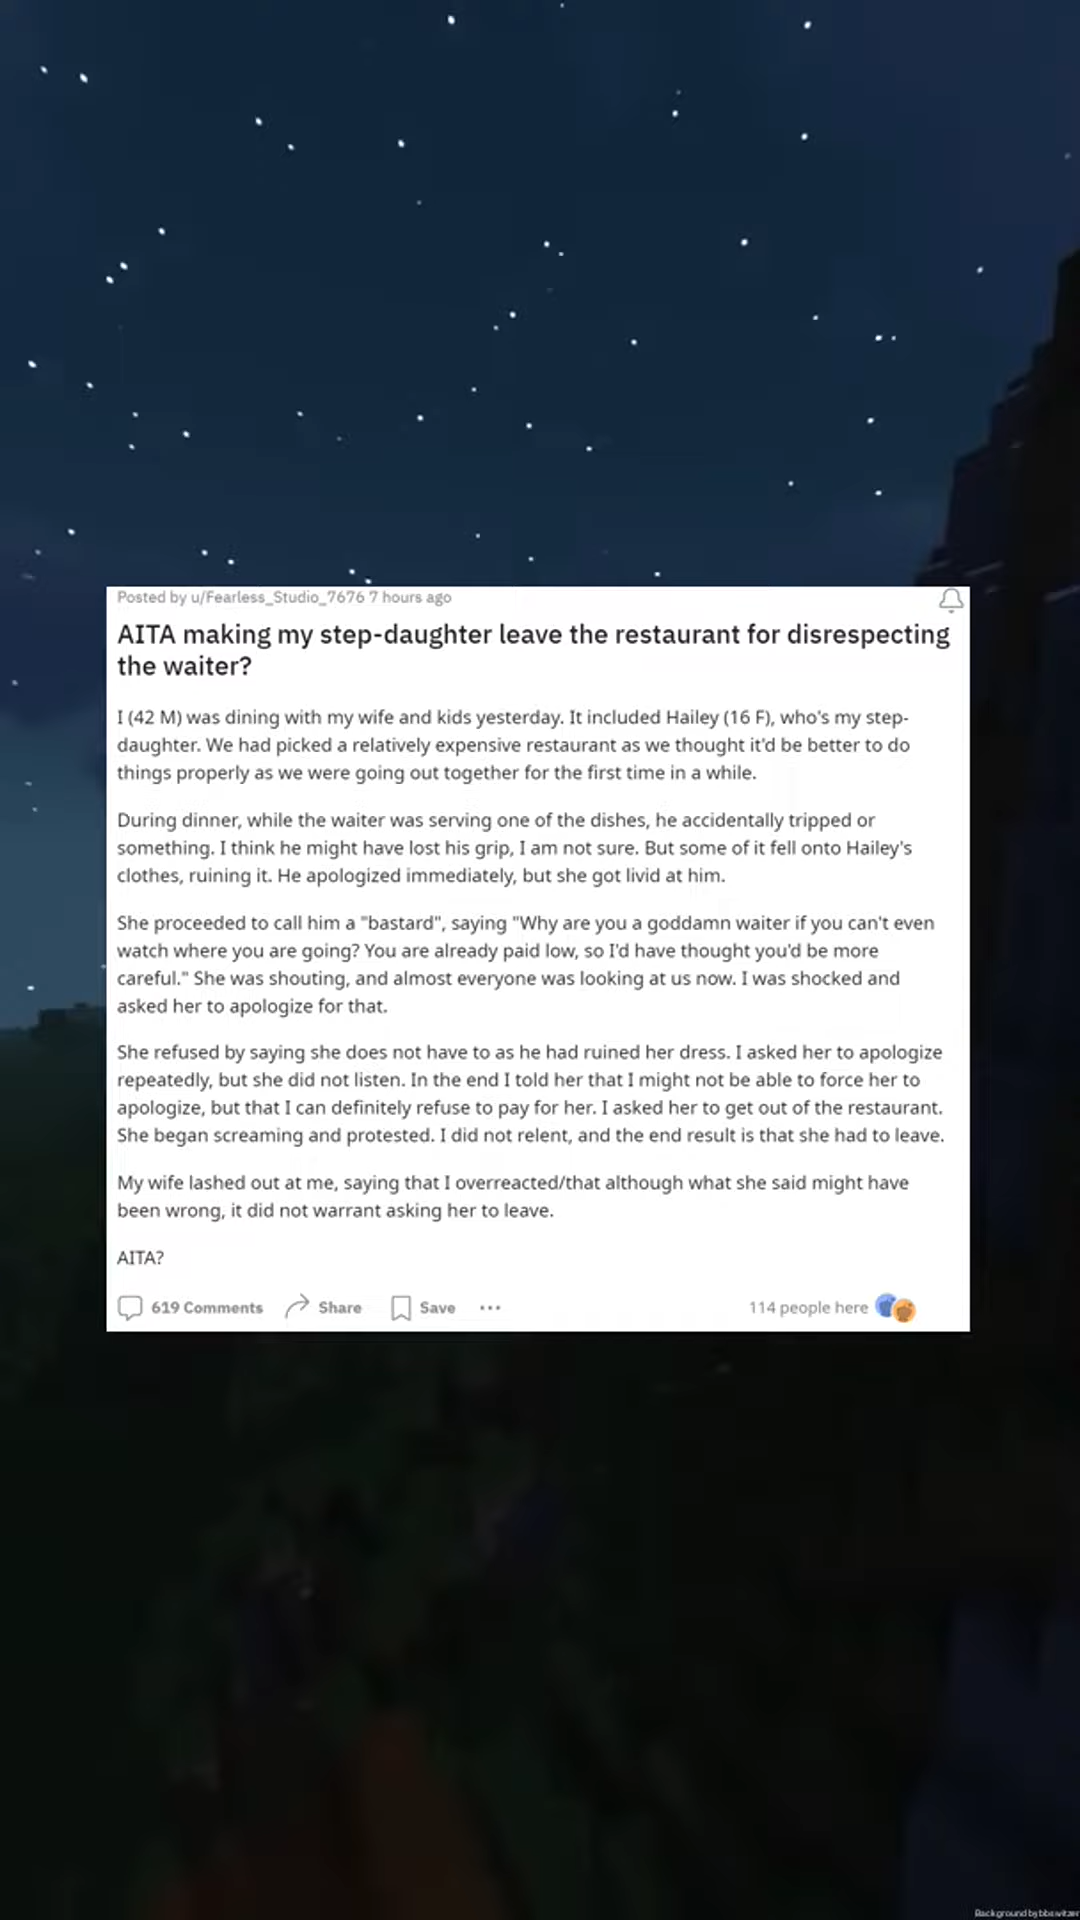 Posted by u/Fearless_Studio_7676 7 hours ago
AITA making my step-daughter leave the restaurant for disrespecting
the waiter?
I (42 M) was dining with my wife and kids yesterday. It included Hailey (16 F), who's my step-
daughter. We had picked a relatively expensive restaurant as we thought it'd be better to do
things properly as we were going out together for the first time in a while.
During dinner, while the waiter was serving one of the dishes, he accidentally tripped or
something. I think he might have lost his grip, I am not sure. But some of it fell onto Hailey's
clothes, ruining it. He apologized immediately, but she got livid at him.
She proceeded to call him a "bastard", saying "Why are you a goddamn waiter if you can't even
watch where you are going? You are already paid low, so I'd have thought you'd be more
careful." She was shouting, and almost everyone was looking at us now. I was shocked and
asked her to apologize for that.
She refused by saying she does not have to as he had ruined her dress. I asked her to apologize
repeatedly, but she did not listen. In the end I told her that I might not be able to force her to
apologize, but that I can definitely refuse to pay for her. I asked her to get out of the restaurant.
She began screaming and protested. I did not relent, and the end result is that she had to leave.
My wife lashed out at me, saying that I overreacted/that although what she said might have
been wrong, it did not warrant asking her to leave.
AITA?
619 Comments Share Save ••• 114 people here
Background by bbswitzer